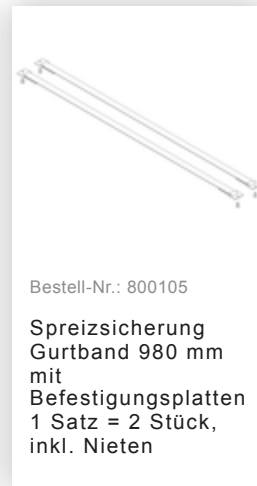 Bestell-Nr.: 800105
Spreizsicherung
Gurtband 980 mm
mit
Befestigungsplatten
1 Satz = 2 Stück,
inkl. Nieten